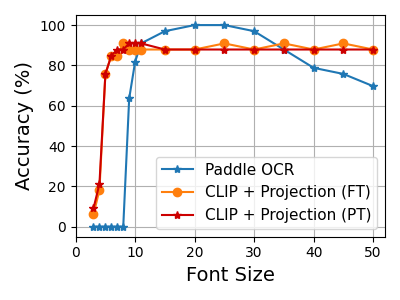 100
80
60
40
20
0
Accuracy (%)
Paddle OCR
CLIP + Projection (FT)
CLIP + Projection (PT)
0 10 20 30 40 50
Font Size